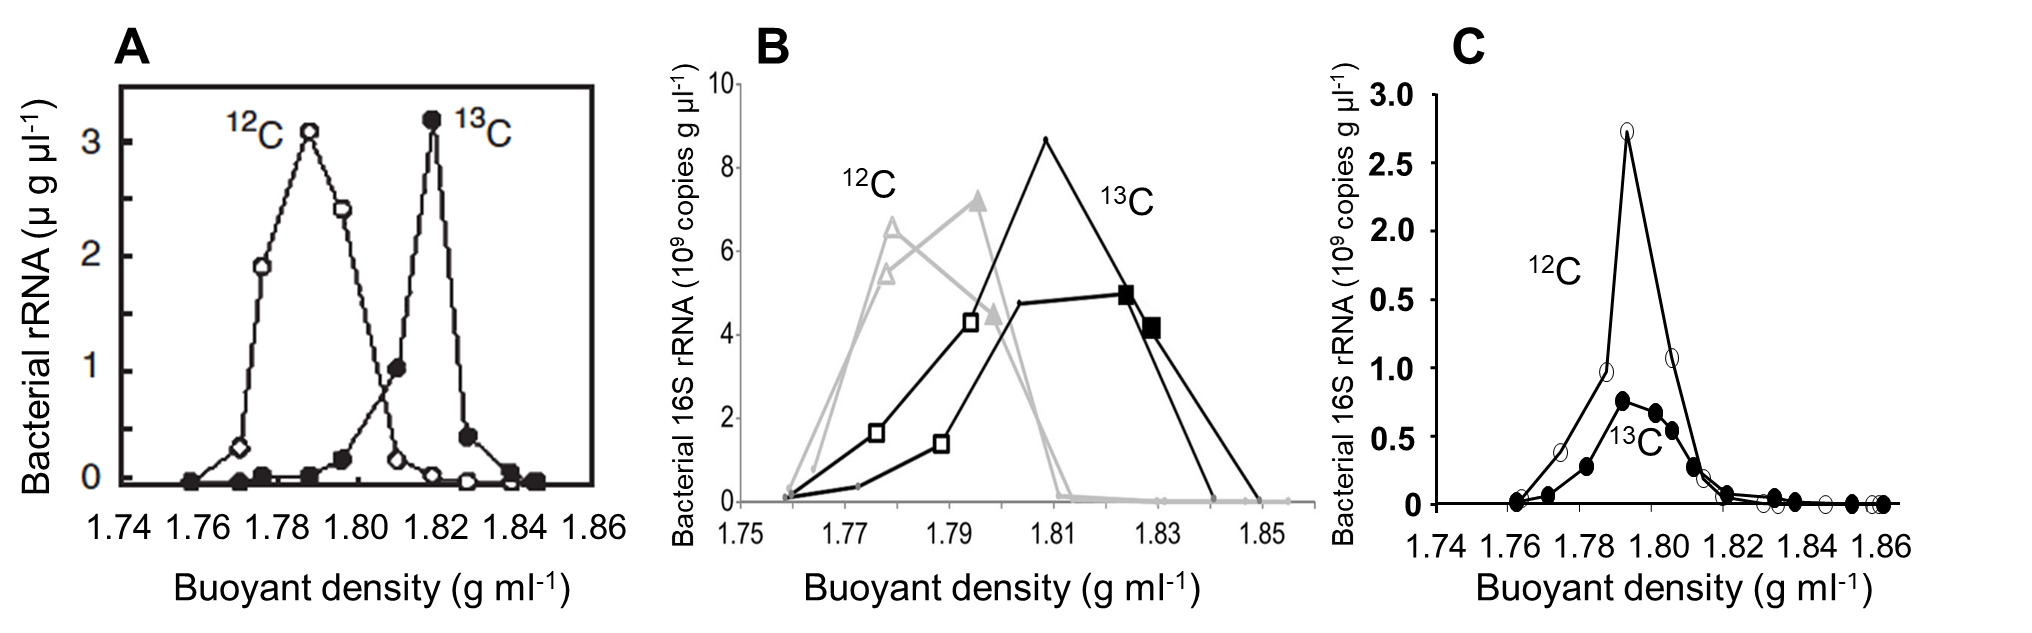 A
Bacterial rRNA (µ g µl-1)
3
2
1
0
12C
13C
1.74 1.76 1.78 1.80 1.82 1.84 1.86
Buoyant density (g ml-1)
B
Bacterial 16S rRNA (10⁹ copies g µl-1)
10
8
6
4
2
0
12C
13C
1.75 1.77 1.79 1.81 1.83 1.85
Buoyant density (g ml-1)
C
Bacterial 16S rRNA (10⁹ copies g µl-1)
3.0
2.5
2.0
0.5
1.0
0.5
0
12C
13C
1.74 1.76 1.78 1.80 1.82 1.84 1.86
Buoyant density (g ml-1)